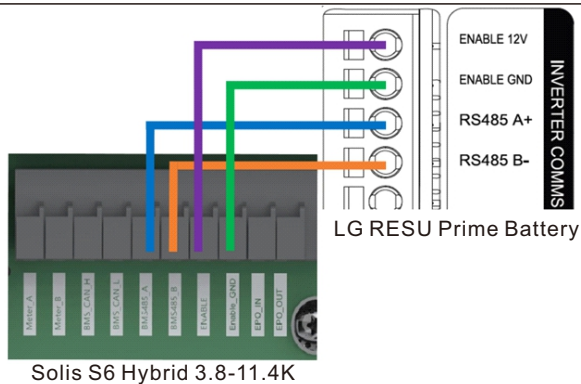 ENABLE 12V
ENABLE GND
RS485 A+
RS485 B-
INVERTER COMMS
LG RESU Prime Battery
Meter_A
Meter_B
BMS_CAN_H
BMS_CAN_L
BMS485_A
BMS485_B
ENABLE
Enable_GND
EPO_IN
EPO_OUT
Solis S6 Hybrid 3.8-11.4K